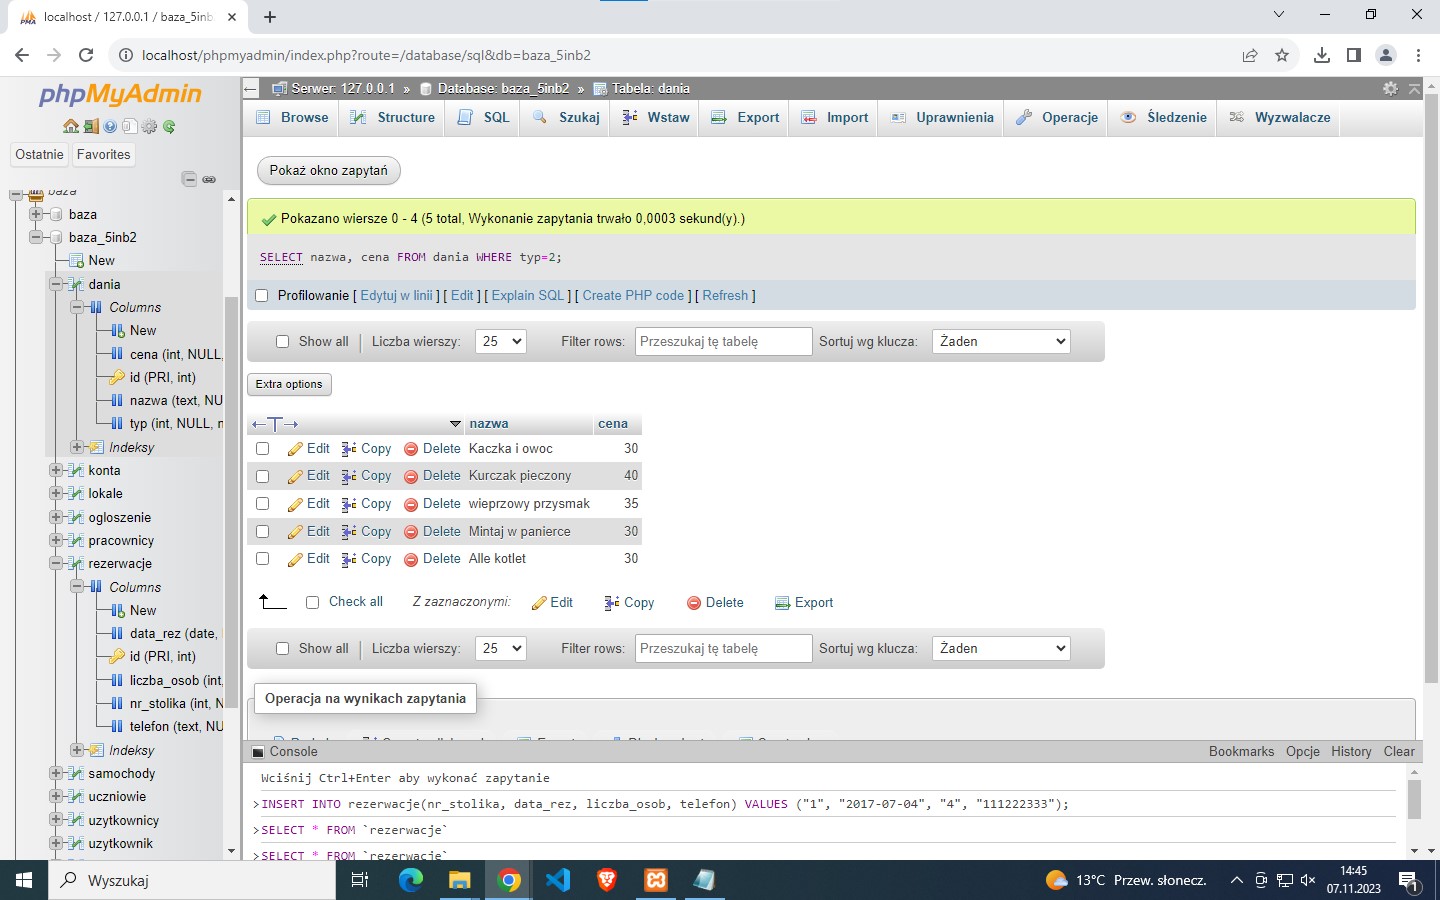 localhost / 127.0.0.1 / baza_5inb
localhost/phpmyadmin/index.php?route=/database/sql&db=baza_5inb2
phpMyAdmin
Ostatnie Favorites
baza
baza
baza_5inb2
New
dania
Columns
New
cena (int, NULL,
id (PRI, int)
nazwa (text, NU
typ (int, NULL, n
Indeksy
konta
lokale
ogloszenie
pracownicy
rezerwacje
Columns
New
data_rez (date,
id (PRI, int)
liczba_osob (int,
nr_stolika (int, N
telefon (text, NU
Indeksy
samochody
uczniowie
uzytkownicy
uzytkownik
Serwer: 127.0.0.1 » Database: baza_5inb2 » Tabela: dania
Browse Structure SQL Szukaj Wstaw Export Import Uprawnienia Operacje Śledzenie Wyzwalacze
Pokaż okno zapytań
Pokazano wiersze 0 - 4 (5 total, Wykonanie zapytania trwało 0,0003 sekund(y).)
SELECT nazwa, cena FROM dania WHERE typ=2;
Profilowanie [ Edytuj w linii ] [ Edit ] [ Explain SQL ] [ Create PHP code ] [ Refresh ]
Show all Liczba wierszy: 25 Filter rows: Przeszukaj tę tabelę Sortuj wg klucza: Żaden
Extra options
nazwa cena
Edit Copy Delete Kaczka i owoc 30
Edit Copy Delete Kurczak pieczony 40
Edit Copy Delete wieprzowy przysmak 35
Edit Copy Delete Mintaj w panierce 30
Edit Copy Delete Alle kotlet 30
Check all Z zaznaczonymi: Edit Copy Delete Export
Show all Liczba wierszy: 25 Filter rows: Przeszukaj tę tabelę Sortuj wg klucza: Żaden
Operacja na wynikach zapytania
Console Bookmarks Opcje History Clear
Wciśnij Ctrl+Enter aby wykonać zapytanie
>INSERT INTO rezerwacje(nr_stolika, data_rez, liczba_osob, telefon) VALUES ("1", "2017-07-04", "4", "111222333");
>SELECT * FROM `rezerwacje`
>SELECT * FROM `rezerwacje`
Wyszukaj
13°C Przew. słonecz.
14:45
07.11.2023
1